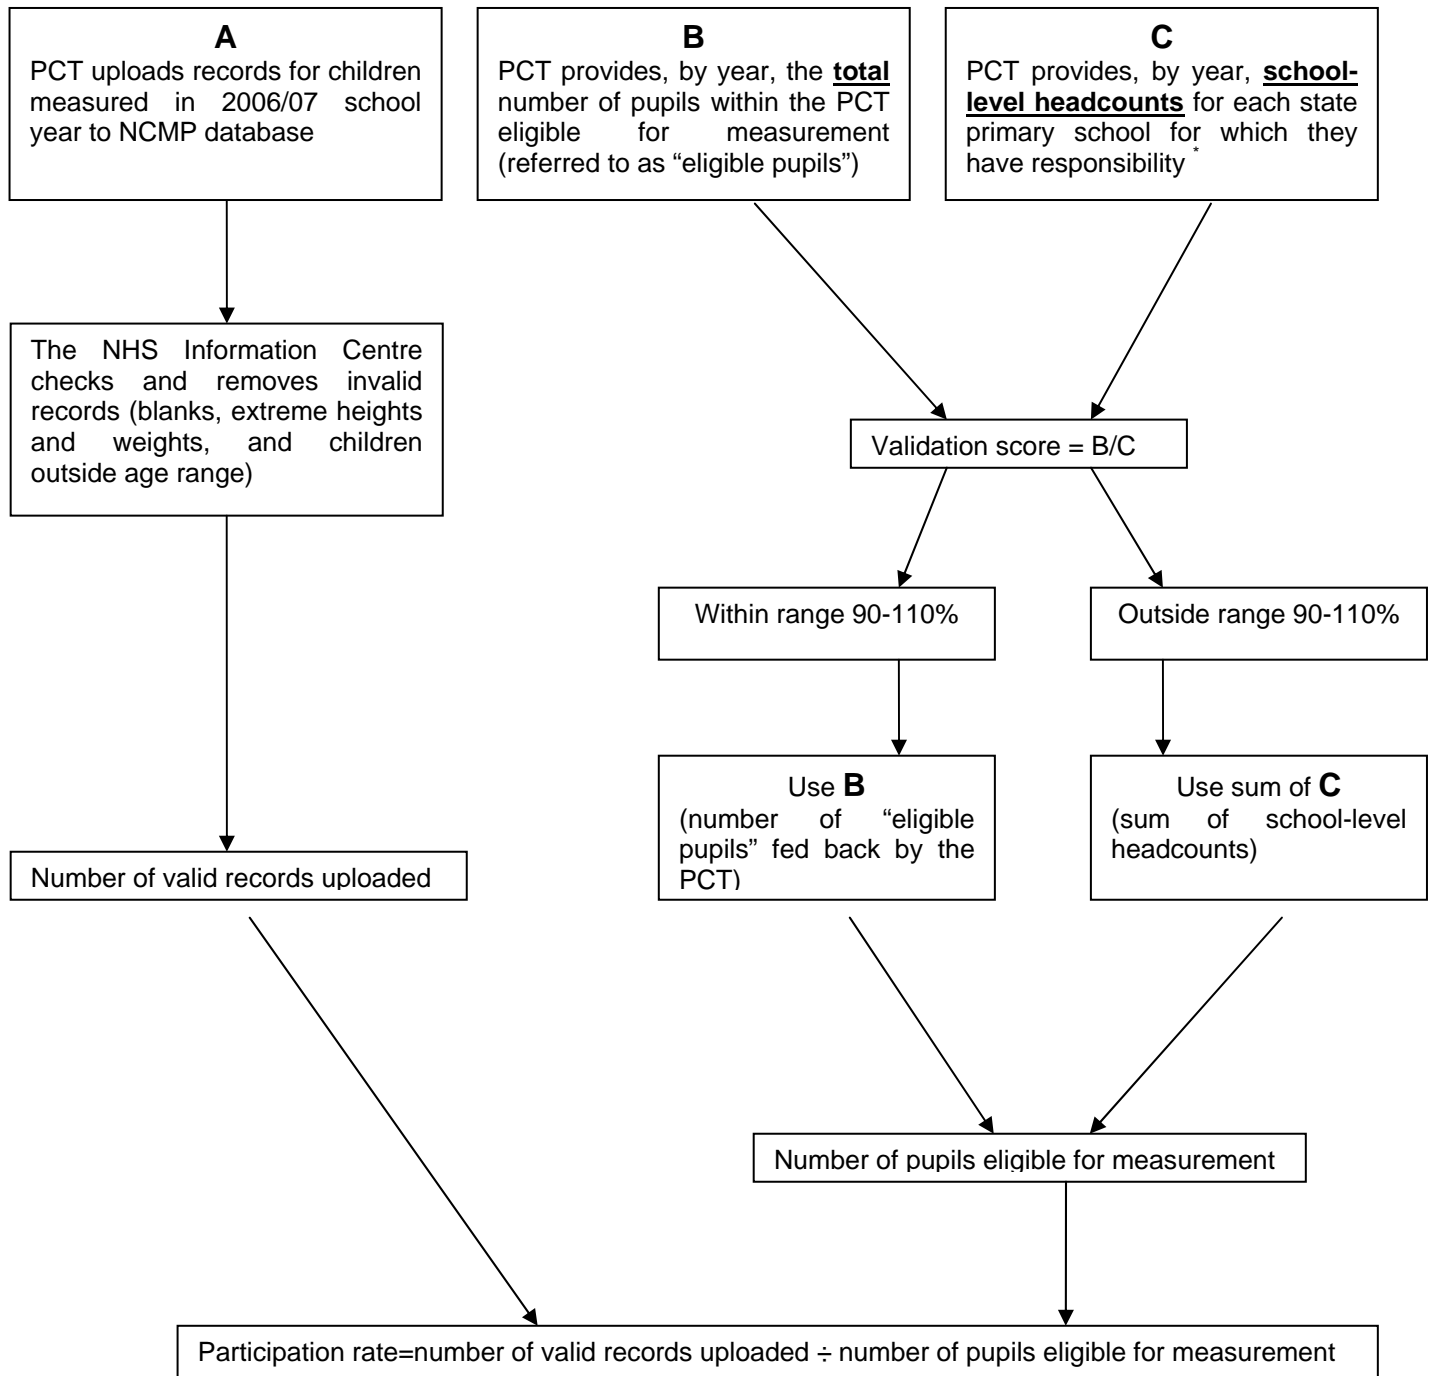 A
PCT uploads records for children
measured in 2006/07 school
year to NCMP database
B
PCT provides, by year, the total
number of pupils within the PCT
eligible for measurement
(referred to as “eligible pupils”)
C
PCT provides, by year, school-
level headcounts for each state
primary school for which they
have responsibility *
The NHS Information Centre
checks and removes invalid
records (blanks, extreme heights
and weights, and children
outside age range)
Validation score = B/C
Within range 90-110%
Outside range 90-110%
Use B
(number of “eligible
pupils” fed back by the
PCT)
Use sum of C
(sum of school-level
headcounts)
Number of valid records uploaded
Number of pupils eligible for measurement
Participation rate=number of valid records uploaded ÷ number of pupils eligible for measurement